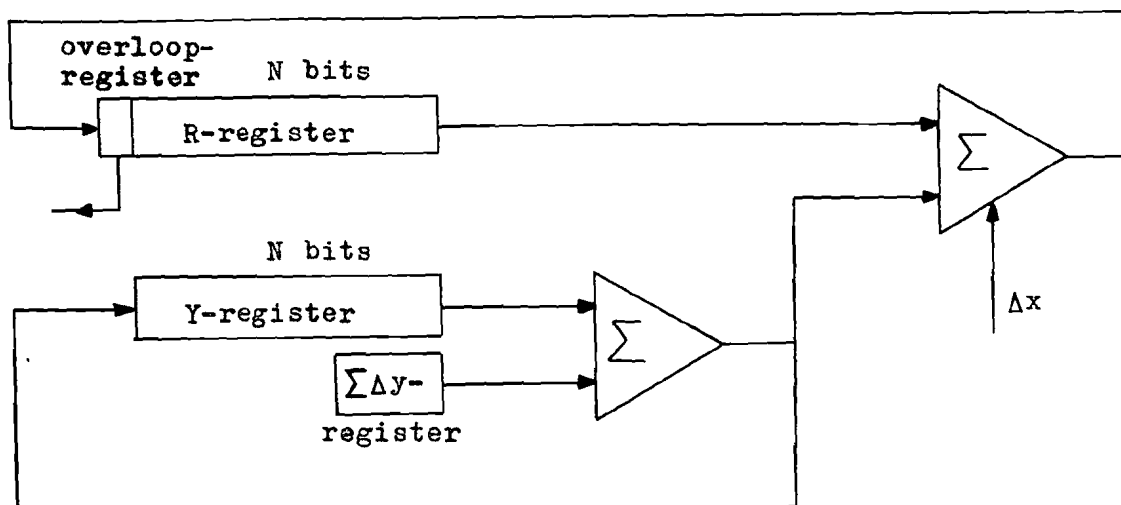 overloop-
register
N bits
R-register
Σ
N bits
Y-register
Σ
Δx
ΣΔy-
register